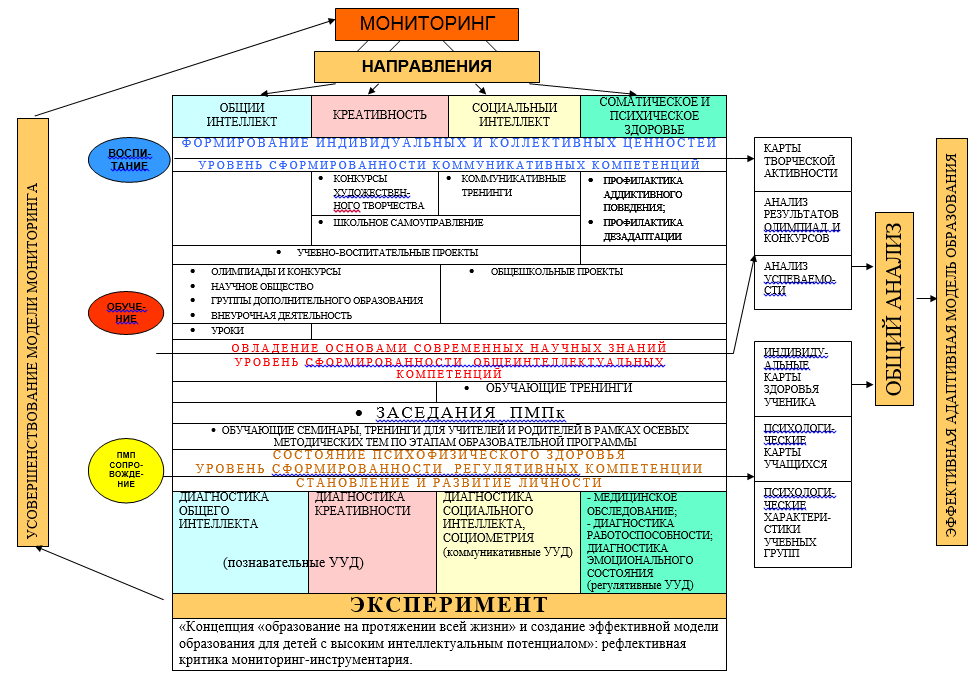 МОНИТОРИНГ
НАПРАВЛЕНИЯ
ОБЩИИ
ИНТЕЛЛЕКТ
КРЕАТИВНОСТЬ
СОЦИАЛЬНЫИ
ИНТЕЛЛЕКТ
СОМАТИЧЕСКОЕ И
ПСИХИЧЕСКОЕ
ЗДОРОВЬЕ
УСОВЕРШЕНСТВОВАНИЕ МОДЕЛИ МОНИТОРИНГА
ВОСПИ-
ТАНИЕ
ФОРМИРОВАНИЕ ИНДИВИДУАЛЬНЫХ И КОЛЛЕКТИВНЫХ ЦЕННОСТЕЙ
УРОВЕНЬ СФОРМИРОВАННОСТИ КОММУНИКАТИВНЫХ КОМПЕТЕНЦИЙ
• КОНКУРСЫ
ХУДОЖЕСТВЕН-
НОГО ТВОРЧЕСТВА
• КОММУНИКАТИВНЫЕ
ТРЕНИНГИ
• ПРОФИЛАКТИКА
АДДИКТИВНОГО
ПОВЕДЕНИЯ;
• ПРОФИЛАКТИКА
ДЕЗАДАПТАЦИИ
• ШКОЛЬНОЕ САМОУПРАВЛЕНИЕ
• УЧЕБНО-ВОСПИТАТЕЛЬНЫЕ ПРОЕКТЫ
ОБУЧЕ-
НИЕ
• ОЛИМПИАДЫ И КОНКУРСЫ
• НАУЧНОЕ ОБЩЕСТВО
• ГРУППЫ ДОПОЛНИТЕЛЬНОГО ОБРАЗОВАНИЯ
• ВНЕУРОЧНАЯ ДЕЯТЕЛЬНОСТЬ
• ОБЩЕШКОЛЬНЫЕ ПРОЕКТЫ
• УРОКИ
ОВЛАДЕНИЕ ОСНОВАМИ СОВРЕМЕННЫХ НАУЧНЫХ ЗНАНИЙ
УРОВЕНЬ СФОРМИРОВАННОСТИ ОБЩЕИНТЕЛЛЕКТУАЛЬНЫХ
КОМПЕТЕНЦИЙ
• ОБУЧАЮЩИЕ ТРЕНИНГИ
• ЗАСЕДАНИЯ ПМПк
• ОБУЧАЮЩИЕ СЕМИНАРЫ, ТРЕНИНГИ ДЛЯ УЧИТЕЛЕЙ И РОДИТЕЛЕЙ В РАМКАХ ОСЕВЫХ
МЕТОДИЧЕСКИХ ТЕМ ПО ЭТАПАМ ОБРАЗОВАТЕЛЬНОЙ ПРОГРАММЫ
ПМП
СОПРО-
ВОЖДЕ-
НИЕ
СОСТОЯНИЕ ПСИХОФИЗИЧЕСКОГО ЗДОРОВЬЯ
УРОВЕНЬ СФОРМИРОВАННОСТИ РЕГУЛЯТИВНЫХ КОМПЕТЕНЦИИ
СТАНОВЛЕНИЕ И РАЗВИТИЕ ЛИЧНОСТИ
ДИАГНОСТИКА
ОБЩЕГО
ИНТЕЛЛЕКТА
ДИАГНОСТИКА
КРЕАТИВНОСТИ
(познавательные УУД)
ДИАГНОСТИКА
СОЦИАЛЬНОГО
ИНТЕЛЛЕКТА,
СОЦИОМЕТРИЯ
(коммуникативные УУД)
- МЕДИЦИНСКОЕ
ОБСЛЕДОВАНИЕ;
- ДИАГНОСТИКА
РАБОТОСПОСОБНОСТИ;
ДИАГНОСТИКА
ЭМОЦИОНАЛЬНОГО
СОСТОЯНИЯ
(регулятивные УУД)
ЭКСПЕРИМЕНТ
«Концепция «образование на протяжении всей жизни» и создание эффективной модели
образования для детей с высоким интеллектуальным потенциалом»: рефлективная
критика мониторинг-инструментария.
КАРТЫ
ТВОРЧЕСКОЙ
АКТИВНОСТИ
АНАЛИЗ
РЕЗУЛЬТАТОВ
ОЛИМПИАД И
КОНКУРСОВ
АНАЛИЗ
УСПЕВАЕМО-
СТИ
ИНДИВИДУ-
АЛЬНЫЕ
КАРТЫ
ЗДОРОВЬЯ
УЧЕНИКА
ПСИХОЛОГИ-
ЧЕСКИЕ
КАРТЫ
УЧАЩИХСЯ
ПСИХОЛОГИ-
ЧЕСКИЕ
ХАРАКТЕРИ-
СТИКИ
УЧЕБНЫХ
ГРУПП
ОБЩИЙ АНАЛИЗ
ЭФФЕКТИВНАЯ АДАПТИВНАЯ МОДЕЛЬ ОБРАЗОВАНИЯ